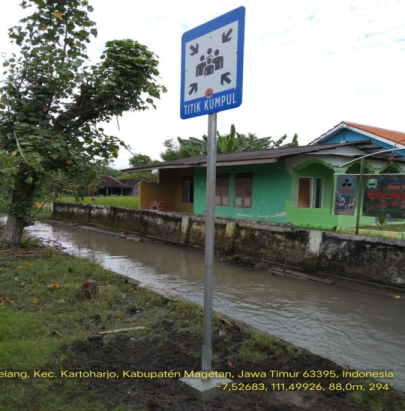 TITIK KUMPUL
elang, Kec. Kartoharjo, Kabupaten Magetan, Jawa Timur 63395, Indonesia
-7,52683, 111,49926, 88,0m, 294°